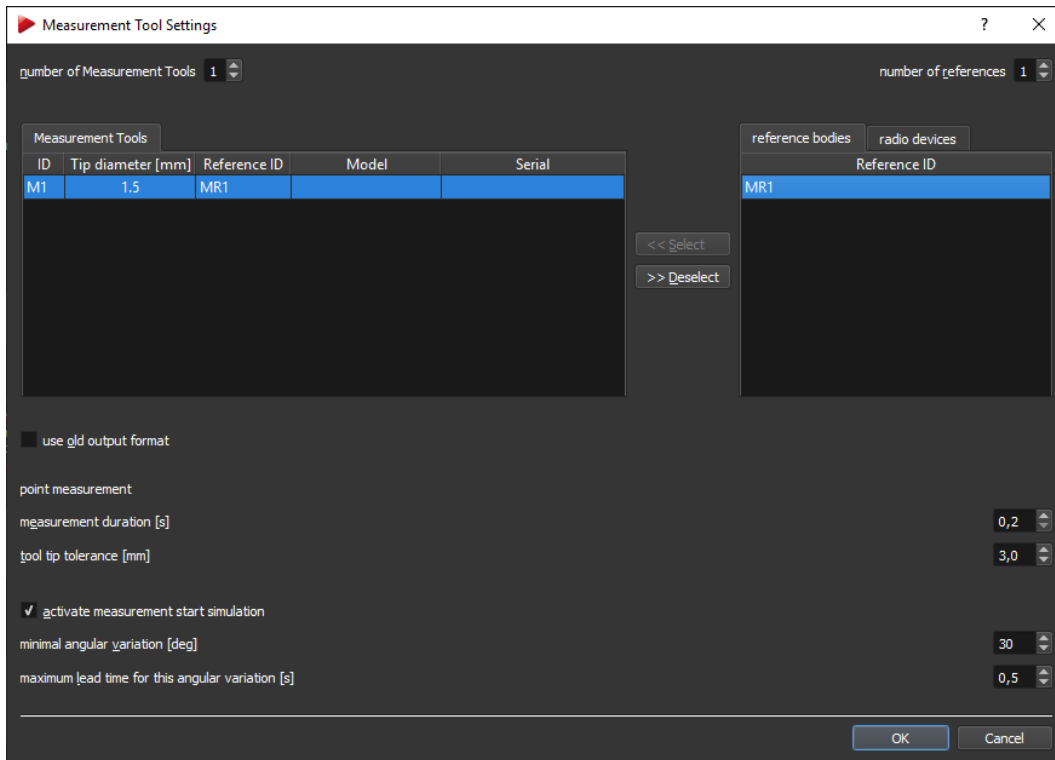 Measurement Tool Settings ?
number of Measurement Tools 1 number of references 1
Measurement Tools reference bodies radio devices
ID Tip diameter [mm] Reference ID Model Serial Reference ID
M1 1.5 MR1 MR1
<< Select
>> Deselect
use old output format
point measurement
measurement duration [s] 0,2
tool tip tolerance [mm] 3,0
activate measurement start simulation
minimal angular variation [deg] 30
maximum lead time for this angular variation [s] 0,5
OK Cancel